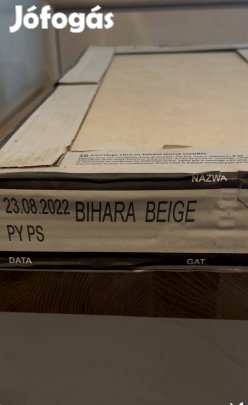 Jófogás
NAZWA
23.08.2022 BIHARA BEIGE
PY PS
DATA GAT.